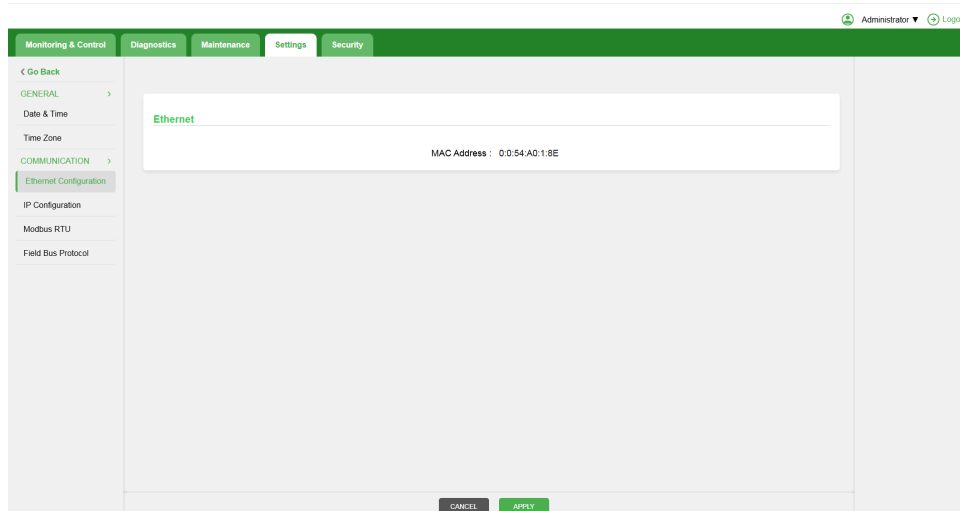 Administrator ▼ Logo
Monitoring & Control Diagnostics Maintenance Settings Security
Go Back
GENERAL
Date & Time
Time Zone
COMMUNICATION
Ethernet Configuration
IP Configuration
Modbus RTU
Field Bus Protocol
Ethernet
MAC Address : 0:0:54:A0:1:8E
CANCEL APPLY